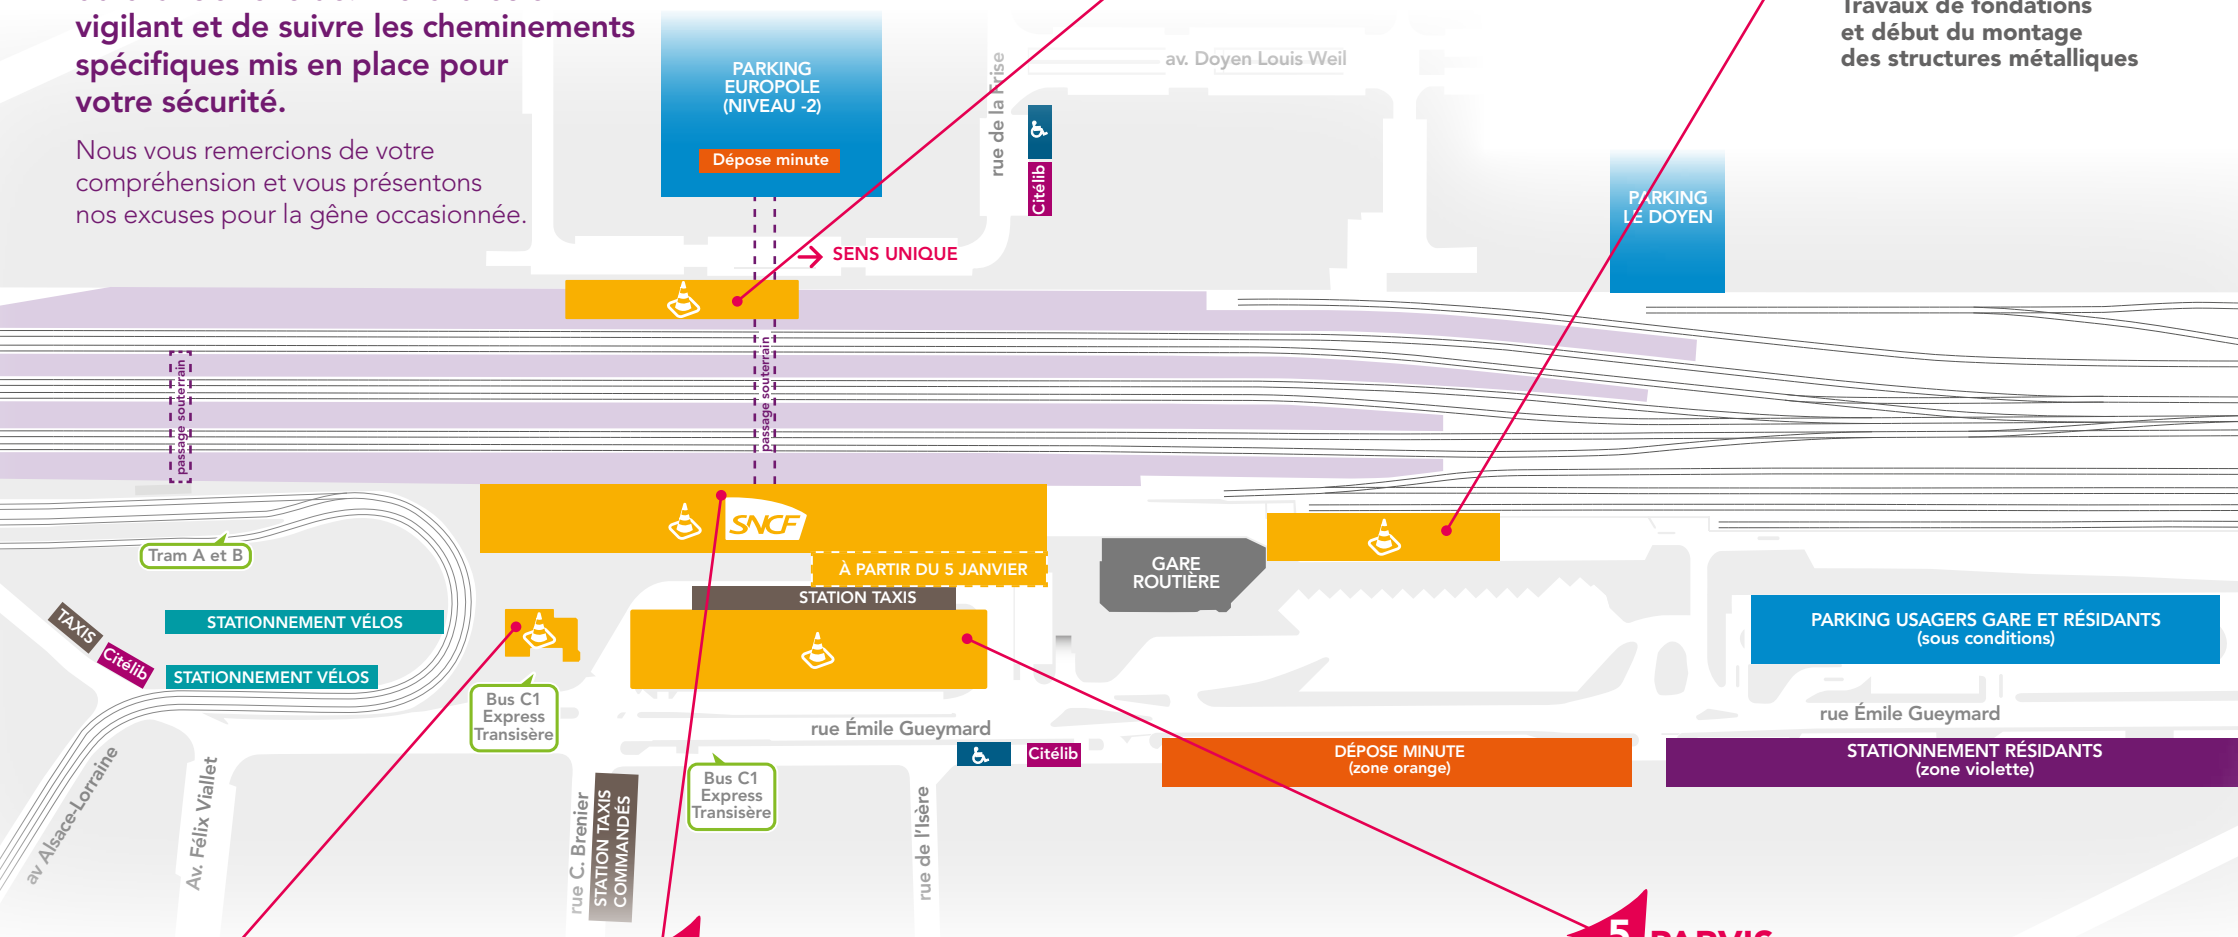 vigilant et de suivre les cheminements
spécifiques mis en place pour
votre sécurité.
Nous vous remercions de votre
compréhension et vous présentons
nos excuses pour la gêne occasionnée.
PARKING
EUROPOLE
(NIVEAU -2)
Dépose minute
rue de la Frise
av. Doyen Louis Weil
Citélib
Travaux de fondations
et début du montage
des structures métalliques
PARKING
LE DOYEN
SENS UNIQUE
passage souterrain
passage souterrain
SNCF
À PARTIR DU 5 JANVIER
STATION TAXIS
GARE
ROUTIÈRE
Tram A et B
TAXIS
Citélib
STATIONNEMENT VÉLOS
STATIONNEMENT VÉLOS
Bus C1
Express
Transisère
PARKING USAGERS GARE ET RÉSIDANTS
(sous conditions)
rue Émile Gueymard
rue Émile Gueymard
Citélib
DÉPOSE MINUTE
(zone orange)
STATIONNEMENT RÉSIDANTS
(zone violette)
Bus C1
Express
Transisère
av Alsace-Lorraine
Av. Félix Viallet
rue C. Brenier
STATION TAXIS
COMMANDÉS
rue de l'Isère
5 PARVIS